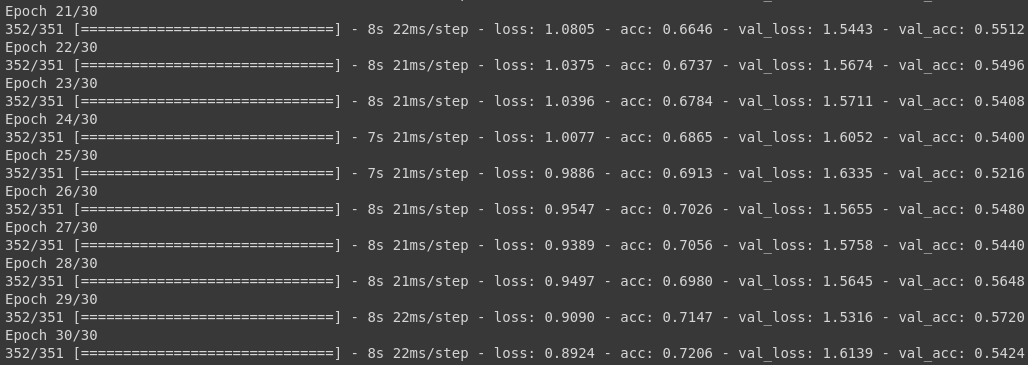 Epoch 21/30
352/351 [==============================] - 8s 22ms/step - loss: 1.0805 - acc: 0.6646 - val_loss: 1.5443 - val_acc: 0.5512
Epoch 22/30
352/351 [==============================] - 8s 21ms/step - loss: 1.0375 - acc: 0.6737 - val_loss: 1.5674 - val_acc: 0.5496
Epoch 23/30
352/351 [==============================] - 8s 21ms/step - loss: 1.0396 - acc: 0.6784 - val_loss: 1.5711 - val_acc: 0.5408
Epoch 24/30
352/351 [==============================] - 7s 21ms/step - loss: 1.0077 - acc: 0.6865 - val_loss: 1.6052 - val_acc: 0.5400
Epoch 25/30
352/351 [==============================] - 7s 21ms/step - loss: 0.9886 - acc: 0.6913 - val_loss: 1.6335 - val_acc: 0.5216
Epoch 26/30
352/351 [==============================] - 8s 21ms/step - loss: 0.9547 - acc: 0.7026 - val_loss: 1.5655 - val_acc: 0.5480
Epoch 27/30
352/351 [==============================] - 8s 21ms/step - loss: 0.9389 - acc: 0.7056 - val_loss: 1.5758 - val_acc: 0.5440
Epoch 28/30
352/351 [==============================] - 8s 21ms/step - loss: 0.9497 - acc: 0.6980 - val_loss: 1.5645 - val_acc: 0.5648
Epoch 29/30
352/351 [==============================] - 8s 22ms/step - loss: 0.9090 - acc: 0.7147 - val_loss: 1.5316 - val_acc: 0.5720
Epoch 30/30
352/351 [==============================] - 8s 22ms/step - loss: 0.8924 - acc: 0.7206 - val_loss: 1.6139 - val_acc: 0.5424